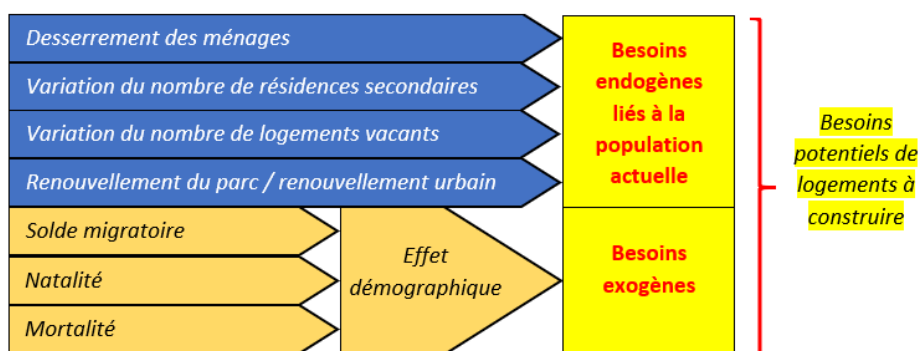 Desserrement des ménages
Variation du nombre de résidences secondaires
Variation du nombre de logements vacants
Renouvellement du parc / renouvellement urbain
Besoins
endogènes
liés à la
population
actuelle
Solde migratoire
Natalité
Mortalité
Effet
démographique
Besoins
exogènes
Besoins
potentiels de
logements à
construire